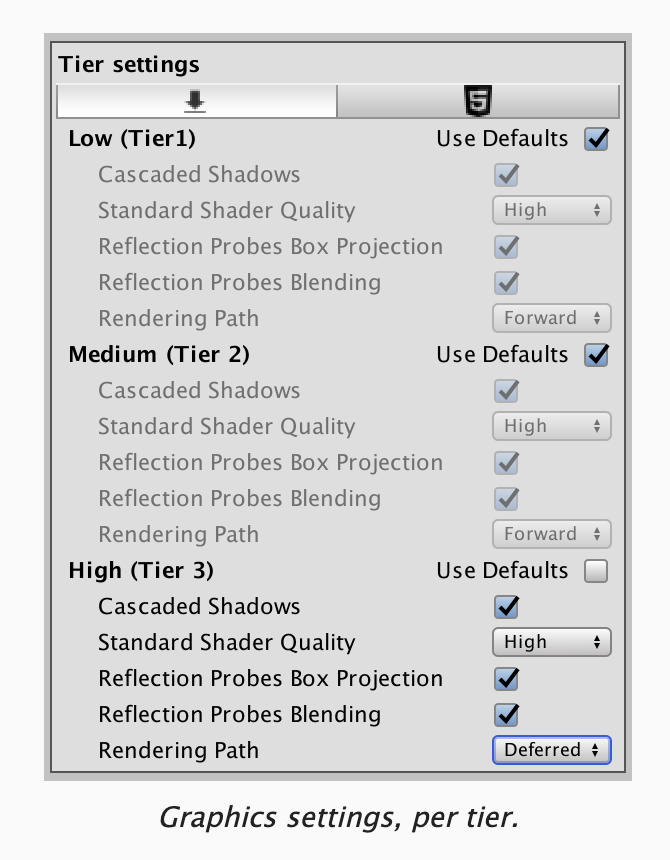 Tier settings
Low (Tier1) Use Defaults
Cascaded Shadows
Standard Shader Quality High
Reflection Probes Box Projection
Reflection Probes Blending
Rendering Path Forward
Medium (Tier 2) Use Defaults
Cascaded Shadows
Standard Shader Quality High
Reflection Probes Box Projection
Reflection Probes Blending
Rendering Path Forward
High (Tier 3) Use Defaults
Cascaded Shadows
Standard Shader Quality High
Reflection Probes Box Projection
Reflection Probes Blending
Rendering Path Deferred
Graphics settings, per tier.